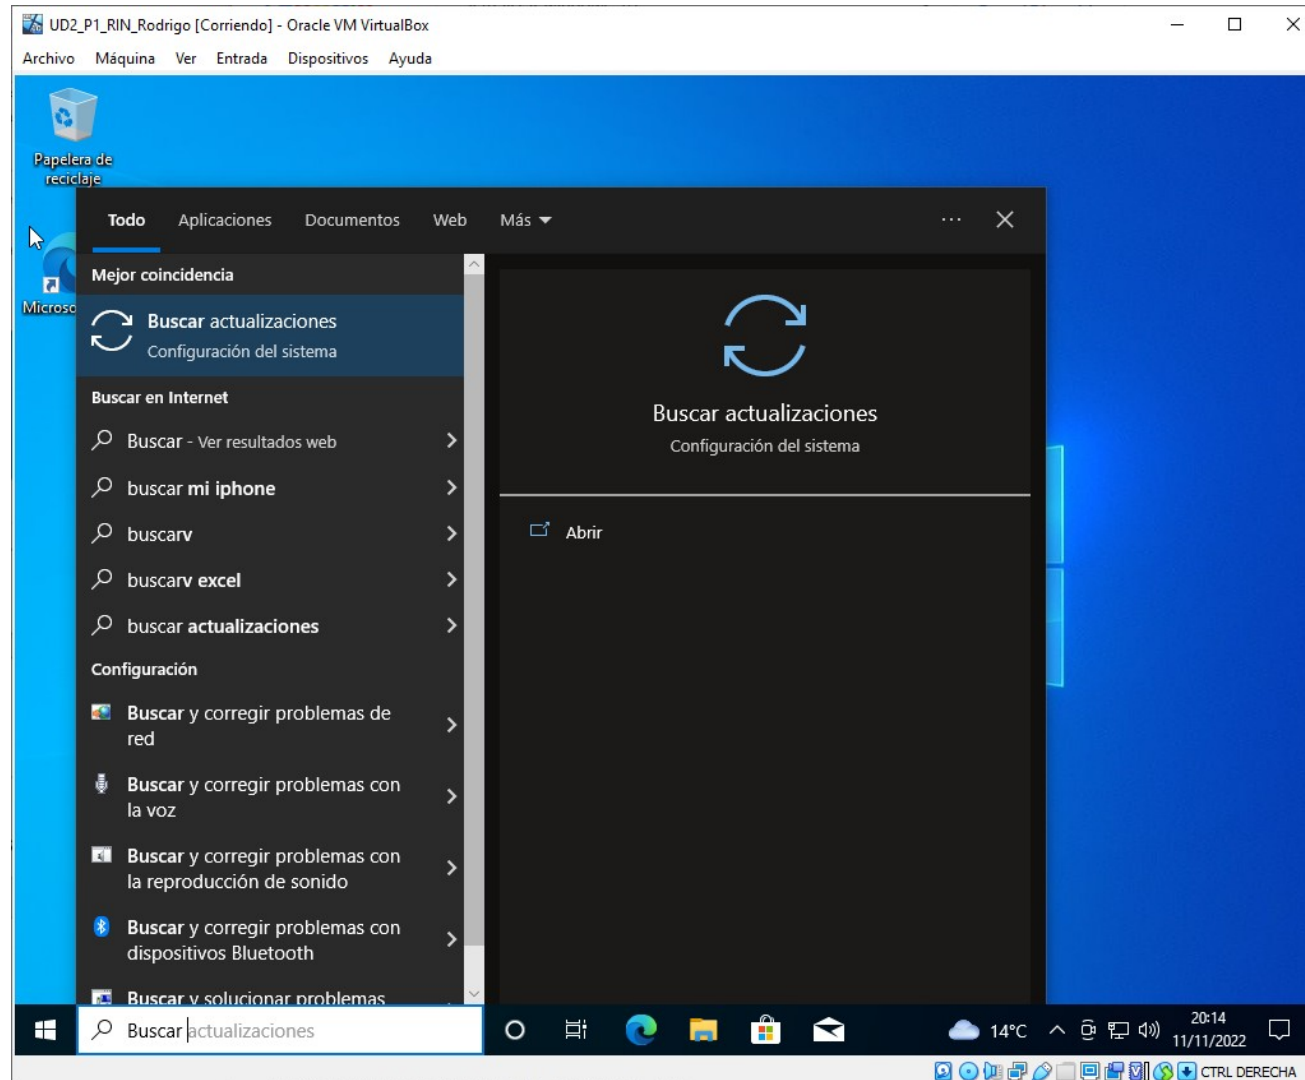 UD2_P1_RIN_Rodrigo [Corriendo] - Oracle VM VirtualBox
Archivo Máquina Ver Entrada Dispositivos Ayuda
Papelera de
reciclaje
Todo Aplicaciones Documentos Web Más
Mejor coincidencia
Buscar actualizaciones
Configuración del sistema
Buscar en Internet
Buscar - Ver resultados web
buscar mi iphone
buscarv
buscarv excel
buscar actualizaciones
Configuración
Buscar y corregir problemas de
red
Buscar y corregir problemas con
la voz
Buscar y corregir problemas con
la reproducción de sonido
Buscar y corregir problemas con
dispositivos Bluetooth
Buscar y solucionar problemas
Buscar actualizaciones
Configuración del sistema
Abrir
Microso
Buscar actualizaciones
14°C
20:14
11/11/2022
CTRL DERECHA